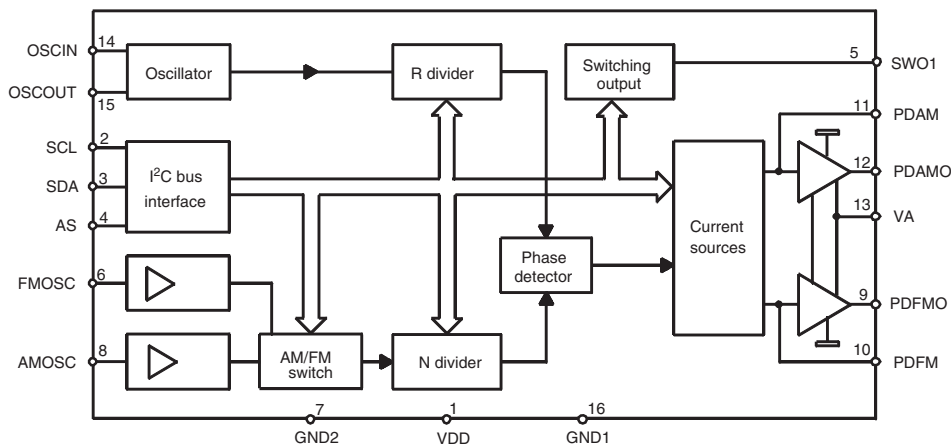 OSCIN
14
OSCOUT
15
Oscillator
R divider
Switching
output
5
SWO1
11
PDAM
SCL
2
SDA
3
AS
4
I²C bus
interface
12
PDAMO
13
VA
Current
sources
Phase
detector
FMOSC
6
9
PDFMO
AMOSC
8
AM/FM
switch
N divider
10
PDFM
7
GND2
1
VDD
16
GND1